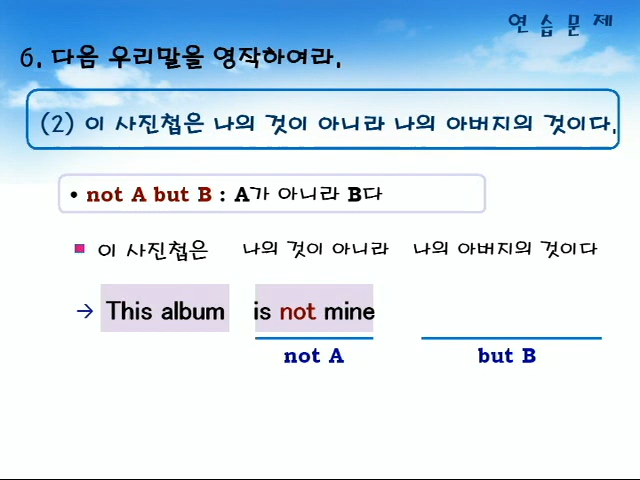 연 습 문 제
6. 다음 우리말을 영작하여라.
(2) 이 사진첩은 나의 것이 아니라 나의 아버지의 것이다.
• not A but B : A가 아니라 B다
이 사진첩은 나의 것이 아니라 나의 아버지의 것이다
→ This album is not mine
not A but B